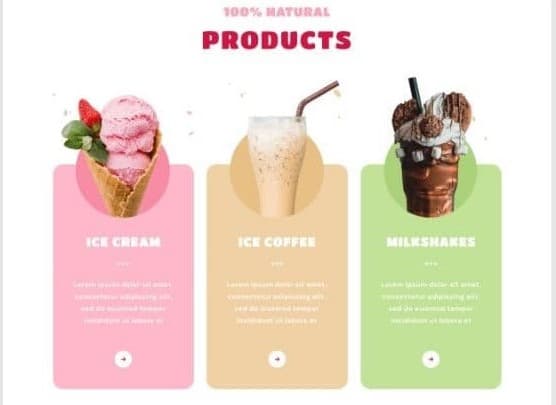 100% NATURAL
PRODUCTS
ICE CREAM
Lorem ipsum dolor sit amet,
consectetur adipiscing elit,
sed do eiusmod tempor
incididunt ut labore et
ICE COFFEE
Lorem ipsum dolor sit amet,
consectetur adipiscing elit,
sed do eiusmod tempor
incididunt ut labore et
MILKSHAKES
Lorem ipsum dolor sit amet,
consectetur adipiscing elit,
sed do eiusmod tempor
incididunt ut labore et